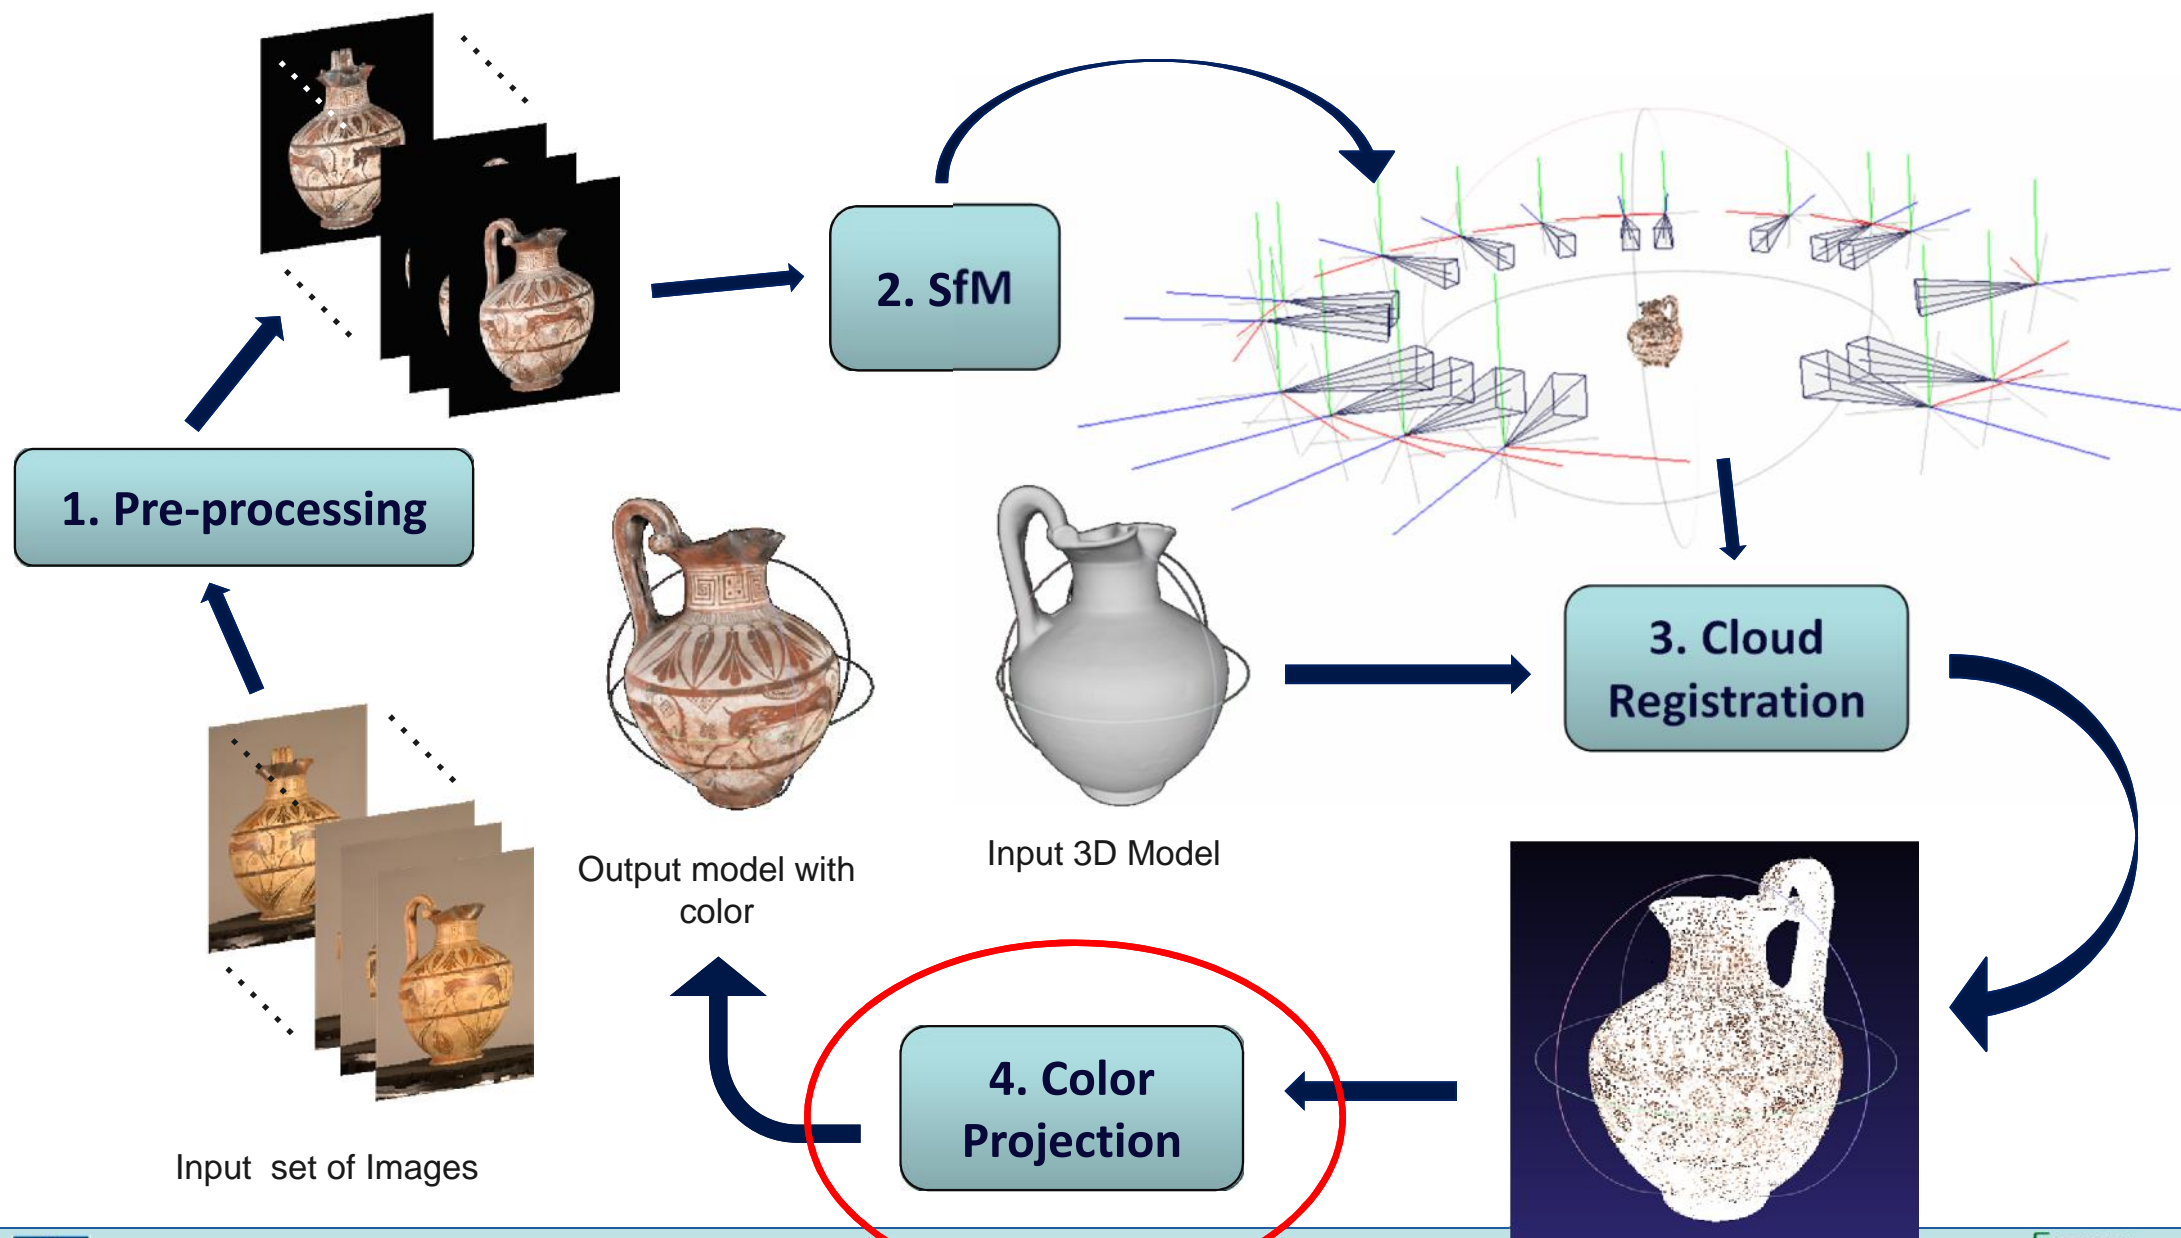 2. SfM
1. Pre-processing
3. Cloud
Registration
Input 3D Model
Output model with
color
4. Color
Projection
Input  set of Images